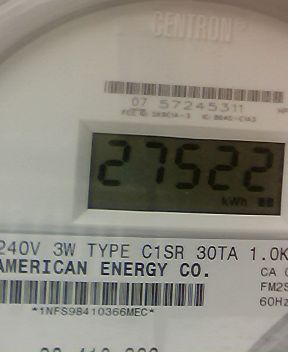 CENTRON
07 57245311
27522
kWh
240V 3W TYPE C1SR 30TA 1.0K
AMERICAN ENERGY CO.
CA
FM2S
60Hz
*1NFS98410366MEC*